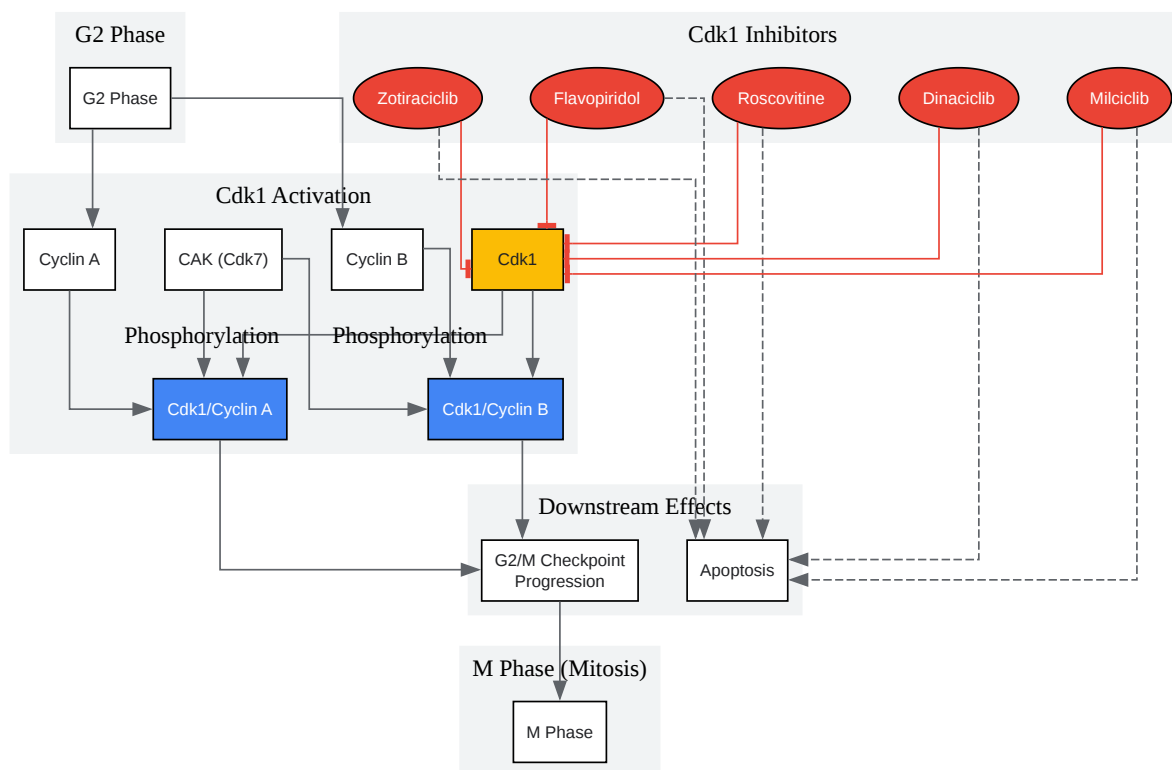 G2 Phase
Cdk1 Inhibitors
G2 Phase
Zotiraciclib
Flavopiridol
Roscovitine
Dinaciclib
Milciclib
Cdk1 Activation
Cyclin A
CAK (Cdk7)
Cyclin B
Cdk1
Phosphorylation
Phosphorylation
Cdk1/Cyclin A
Cdk1/Cyclin B
Downstream Effects
G2/M Checkpoint
Progression
Apoptosis
M Phase (Mitosis)
M Phase